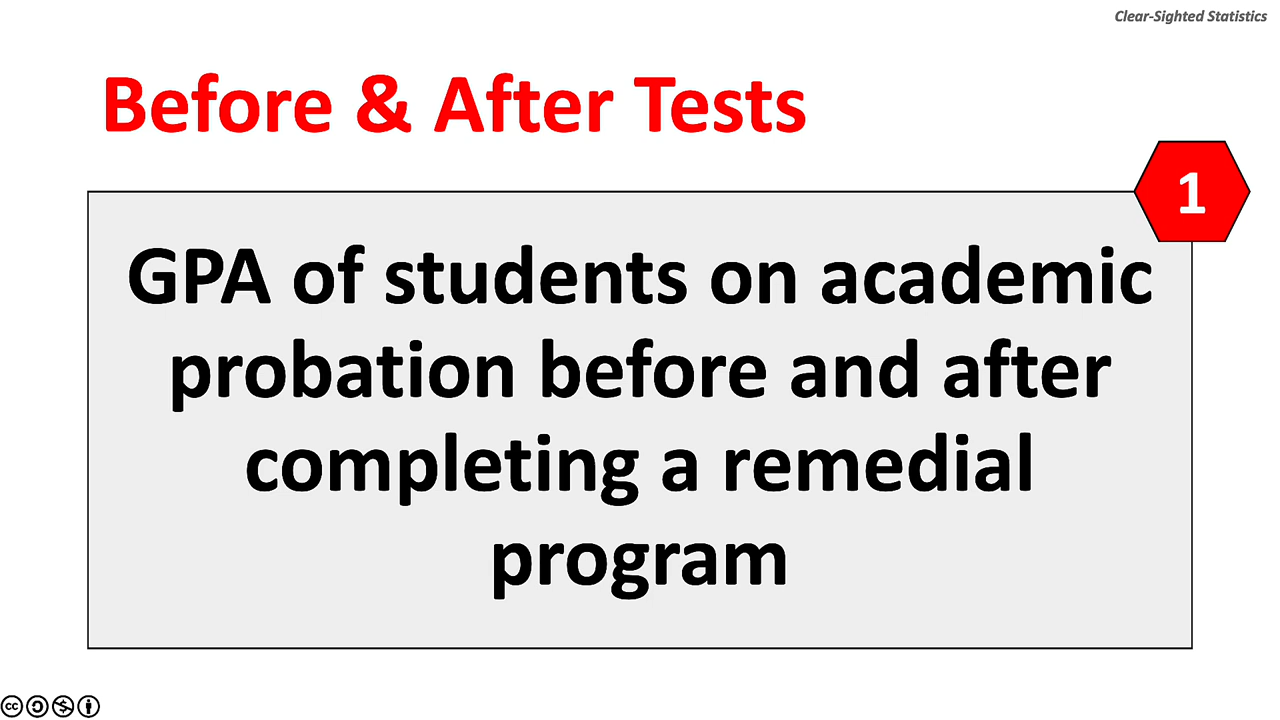 Clear-Sighted Statistics
Before & After Tests
1
GPA of students on academic
probation before and after
completing a remedial
program
cc